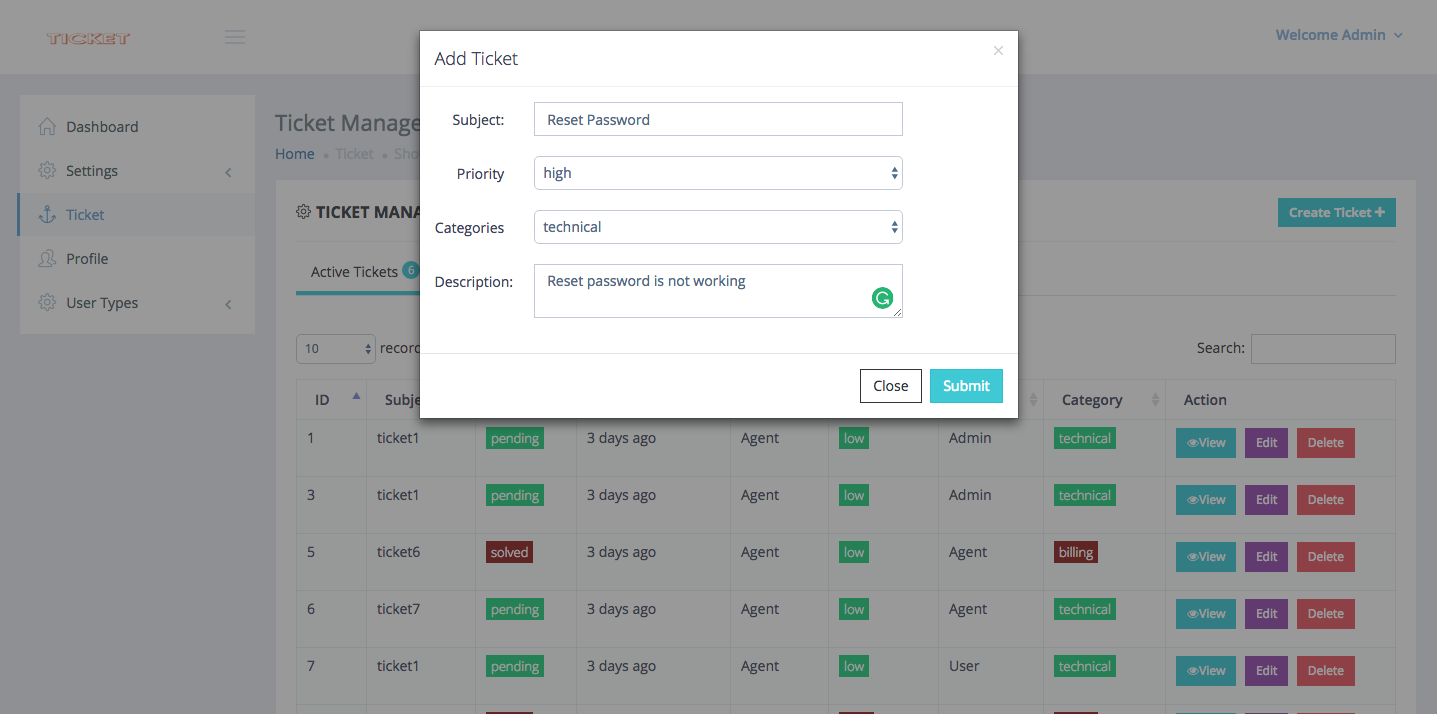 TICKET
Welcome Admin
Dashboard
Settings
Ticket
Profile
User Types
Ticket Manage
Home Ticket Sho
TICKET MANA
Create Ticket
Active Tickets 6
10 record
Search:
Add Ticket ×
Subject: Reset Password
Priority high
Categories technical
Description: Reset password is not working
Close Submit
ID Subje Category Action
1 ticket1 pending 3 days ago Agent low Admin technical View Edit Delete
3 ticket1 pending 3 days ago Agent low Admin technical View Edit Delete
5 ticket6 solved 3 days ago Agent low Agent billing View Edit Delete
6 ticket7 pending 3 days ago Agent low Agent technical View Edit Delete
7 ticket1 pending 3 days ago Agent low User technical View Edit Delete